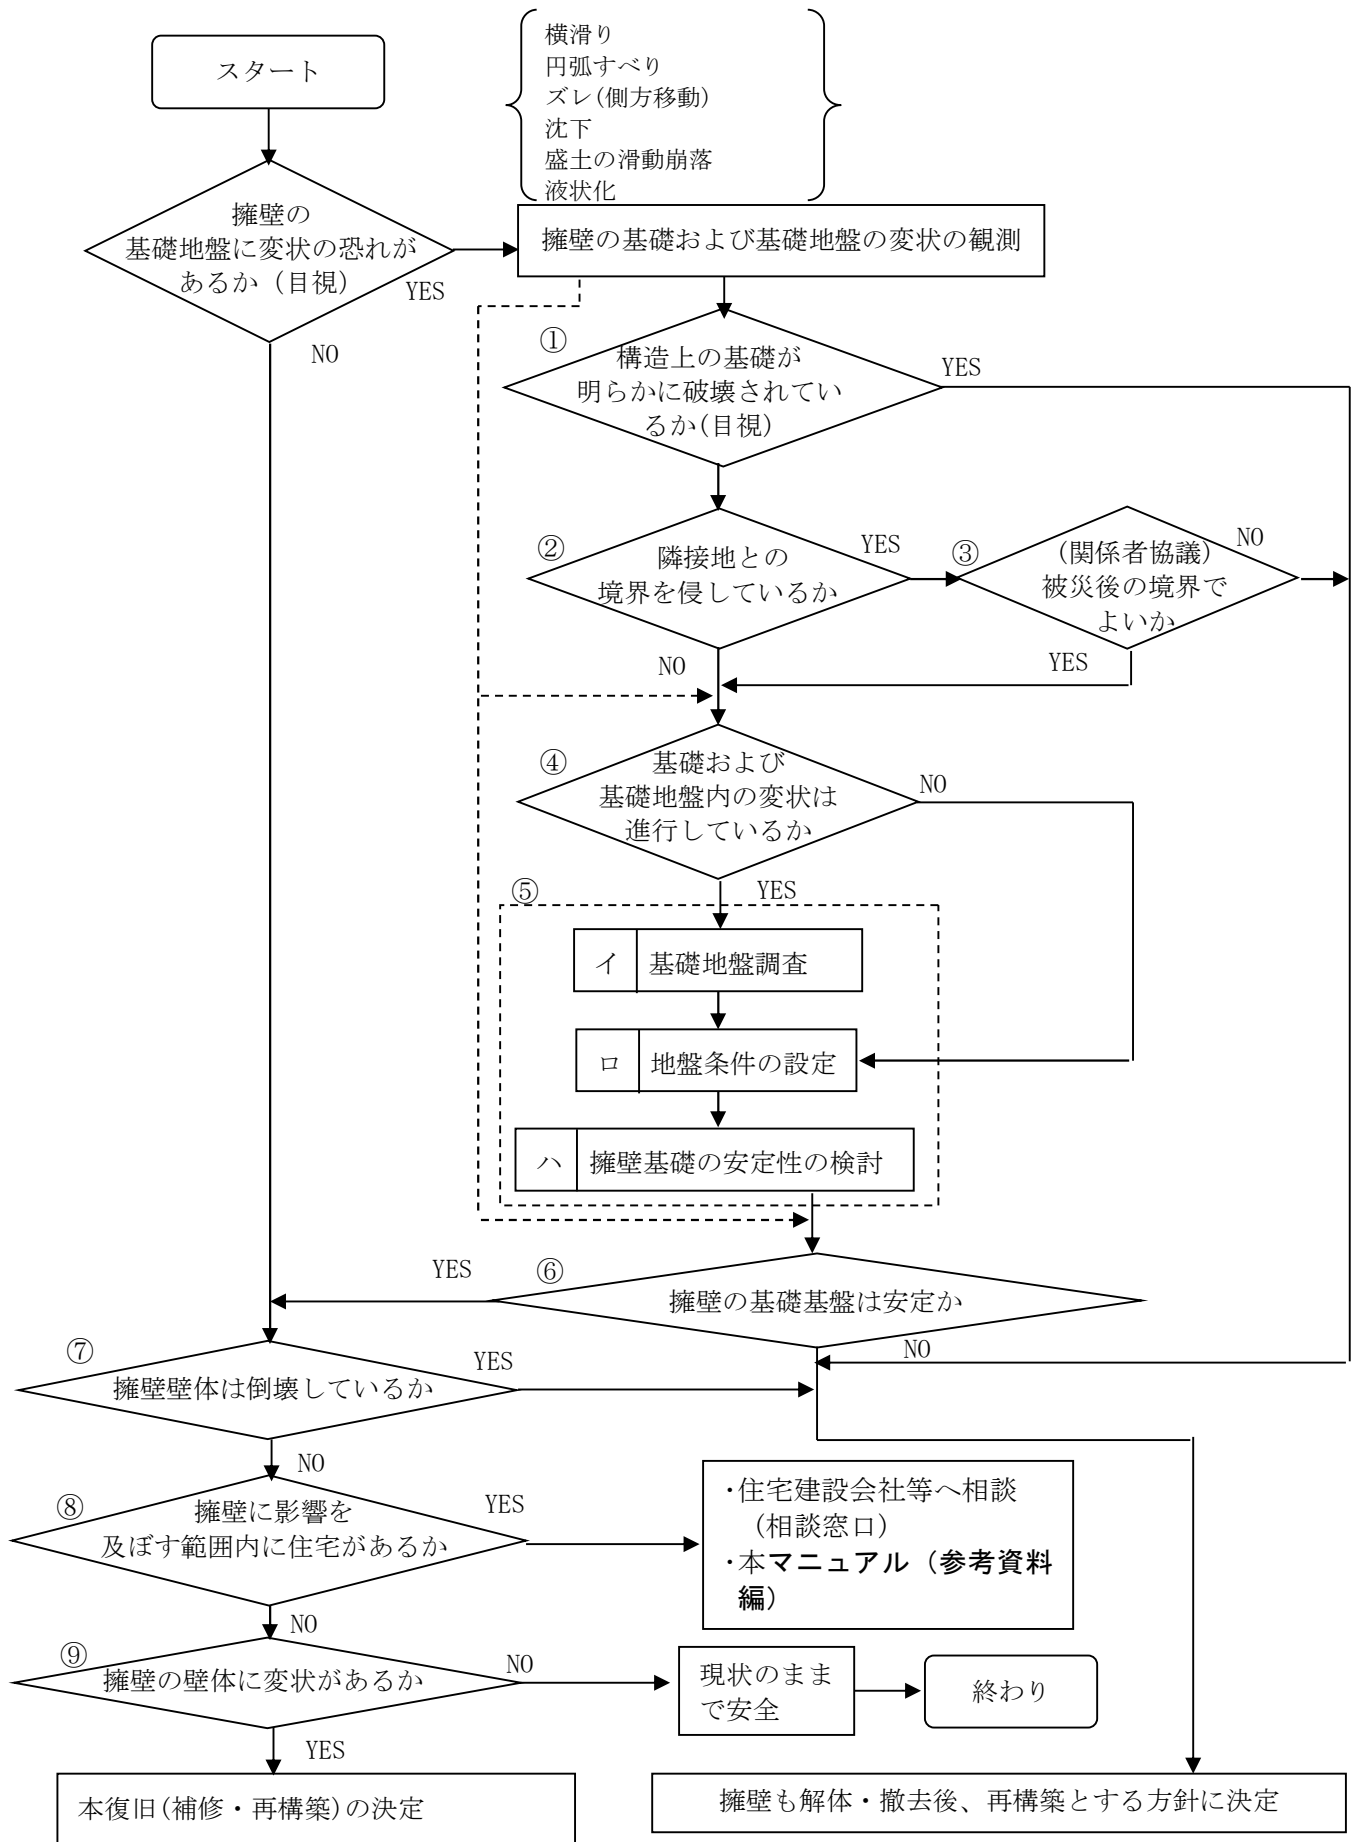 横滑り
円弧すべり
ズレ(側方移動)
沈下
盛土の滑動崩落
液状化
スタート
擁壁の
基礎地盤に変状の恐れが
あるか（目視）
YES
NO
擁壁の基礎および基礎地盤の変状の観測
①
構造上の基礎が
明らかに破壊されてい
るか(目視)
YES
②
隣接地との
境界を侵しているか
YES
NO
③
（関係者協議）
被災後の境界で
よいか
NO
YES
④
基礎および
基礎地盤内の変状は
進行しているか
NO
YES
⑤
イ 基礎地盤調査
ロ 地盤条件の設定
ハ 擁壁基礎の安定性の検討
⑥
擁壁の基礎基盤は安定か
YES
NO
⑦
擁壁壁体は倒壊しているか
YES
NO
⑧
擁壁に影響を
及ぼす範囲内に住宅があるか
YES
NO
・住宅建設会社等へ相談
（相談窓口）
・本マニュアル（参考資料
編）
⑨
擁壁の壁体に変状があるか
NO
YES
現状のまま
で安全
終わり
本復旧(補修・再構築)の決定
擁壁も解体・撤去後、再構築とする方針に決定